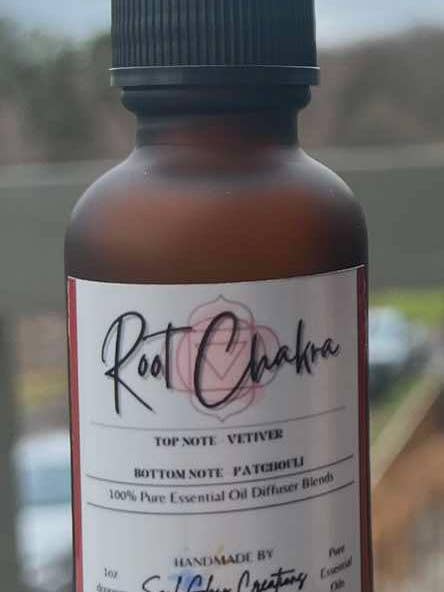 Root Chakra
TOP NOTE VETIVER
BOTTOM NOTE PATCHOULI
100% Pure Essential Oil Diffuser Blends
HANDMADE BY
Creations
1oz
Pure
Essential
Oils